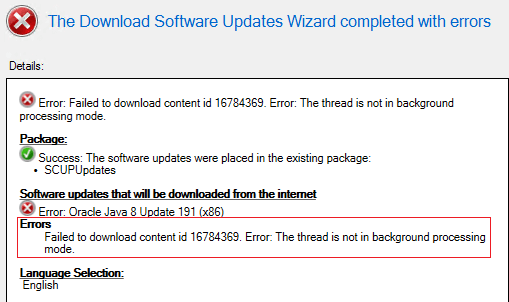 The Download Software Updates Wizard completed with errors
Details:
Error: Failed to download content id 16784369. Error: The thread is not in background
processing mode.
Package:
Success: The software updates were placed in the existing package:
• SCUPUpdates
Software updates that will be downloaded from the internet
Error: Oracle Java 8 Update 191 (x86)
Errors
Failed to download content id 16784369. Error: The thread is not in background processing
mode.
Language Selection:
English